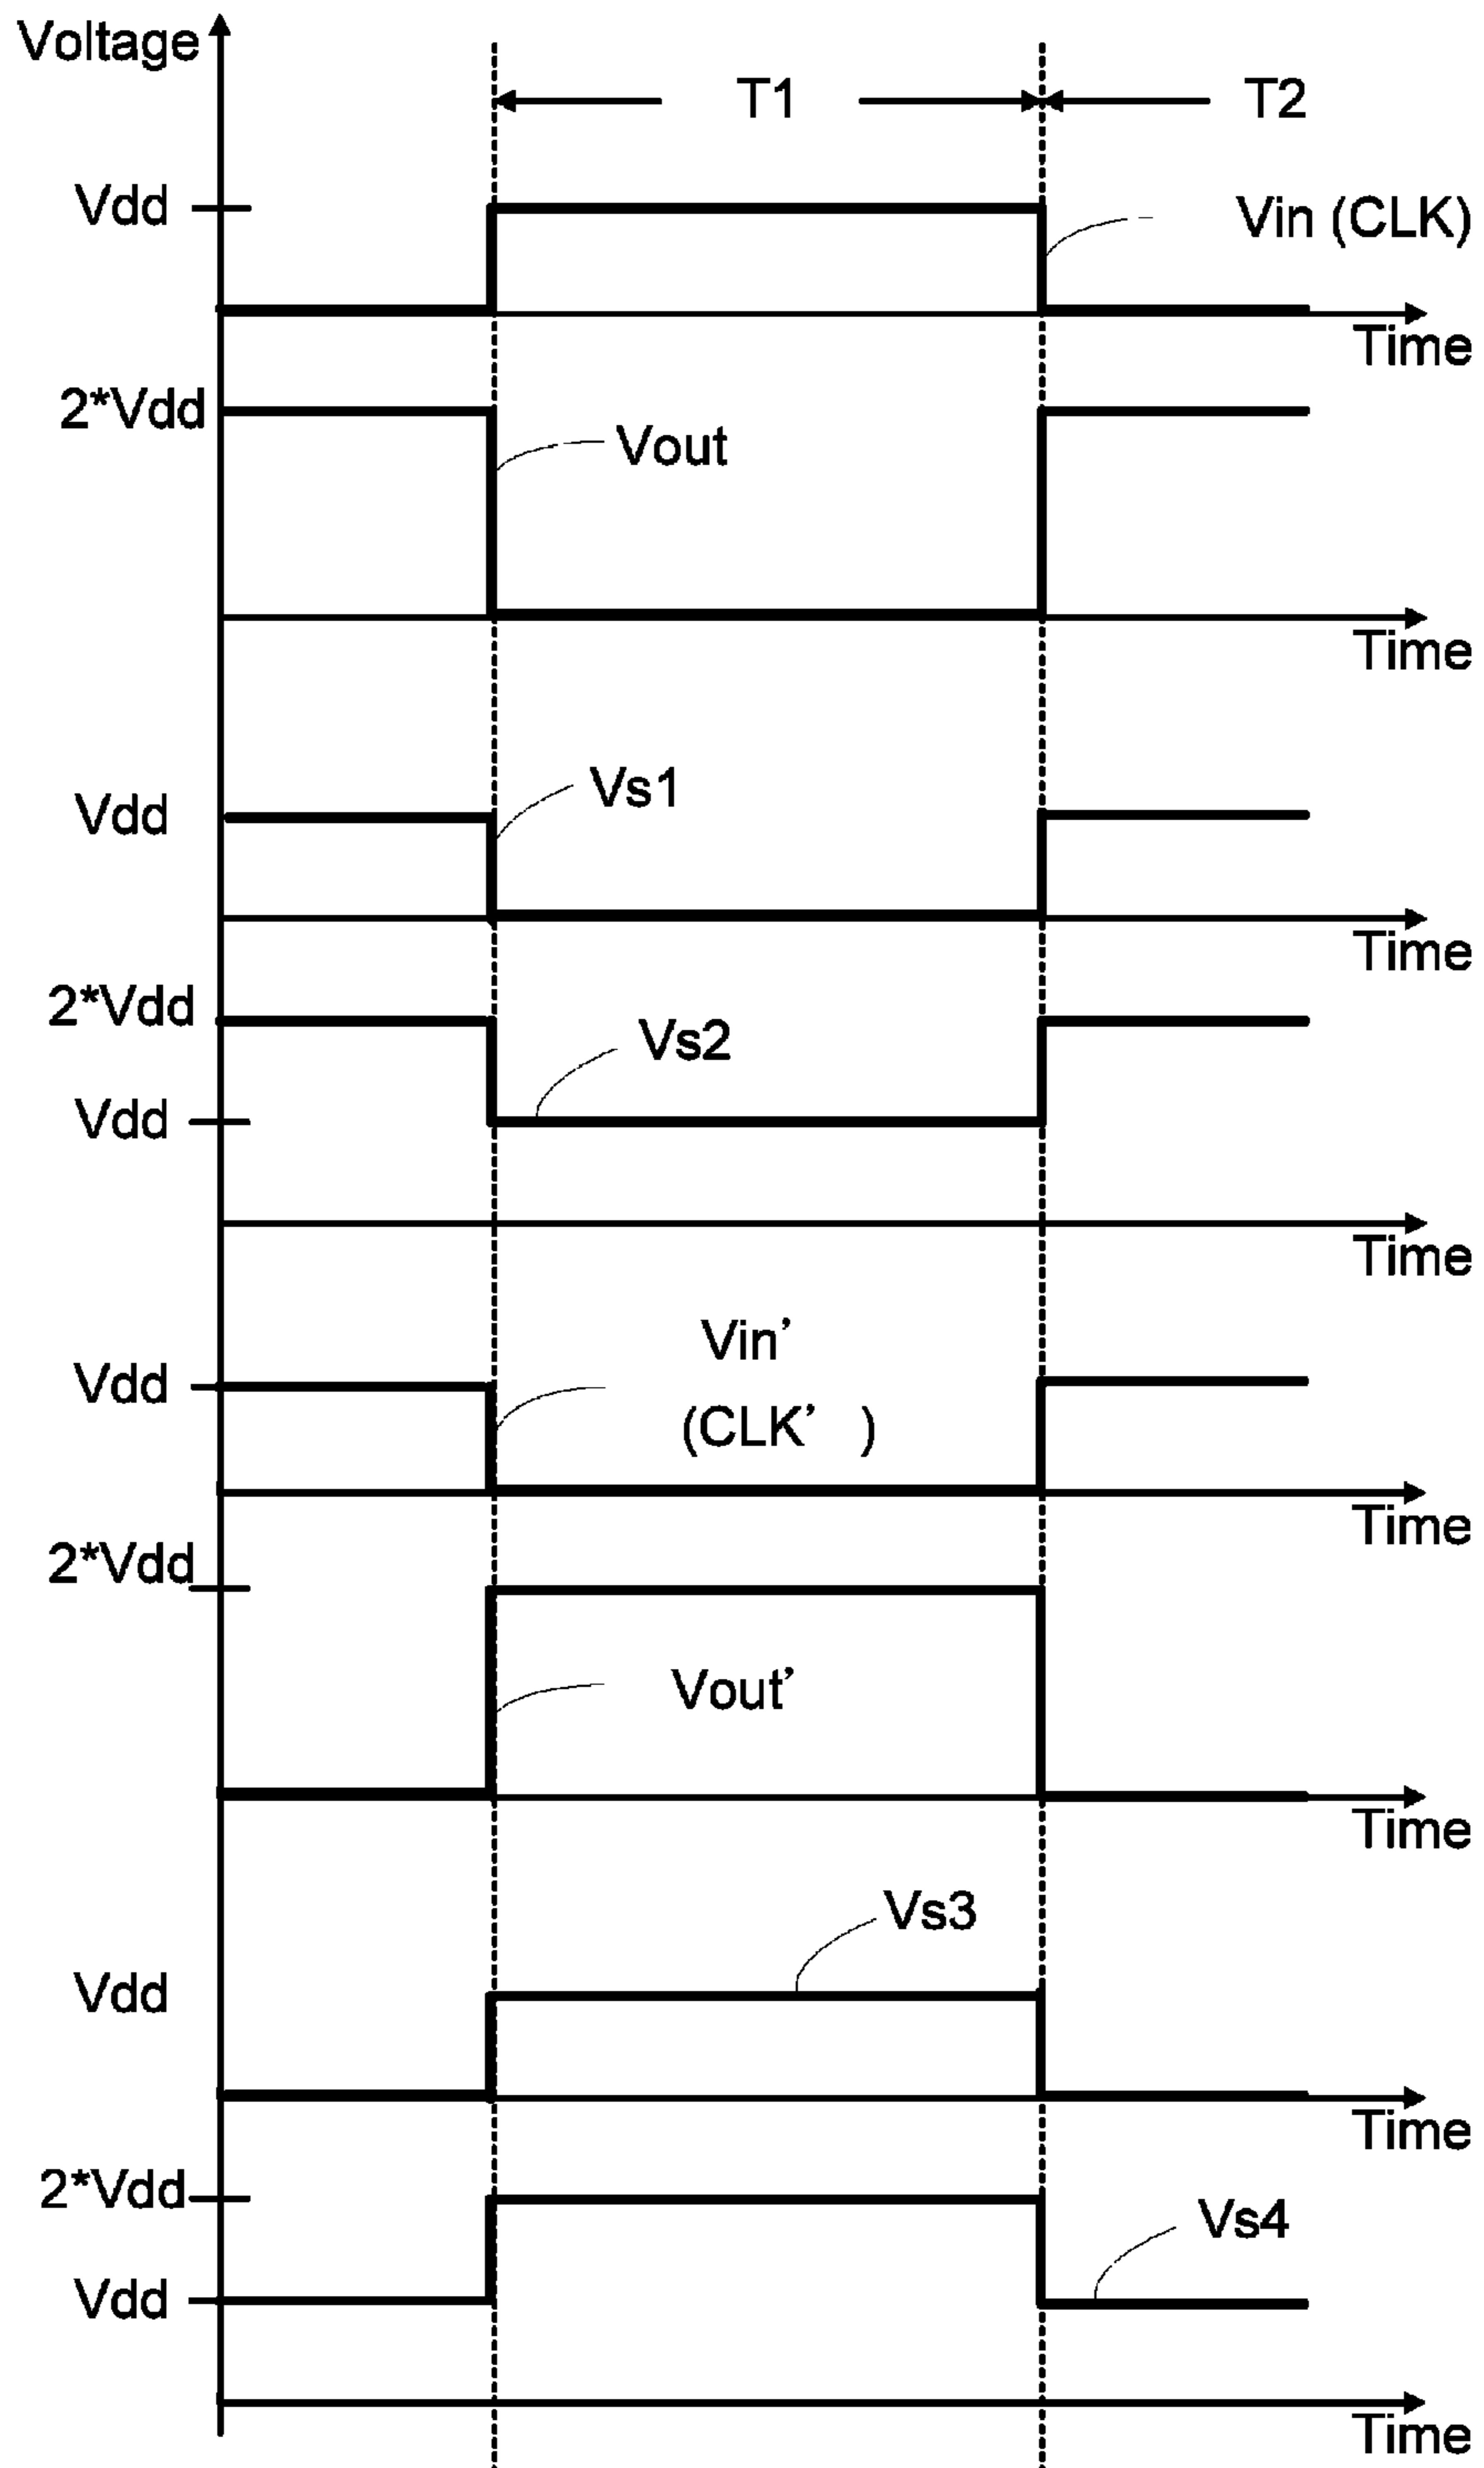 Voltage
T1
T2
Vdd
Vin (CLK)
Time
2*Vdd
Vout
Time
Vs1
Vdd
Time
2*Vdd
Vs2
Vdd
Time
Vin’
Vdd
(CLK’ )
Time
2*Vdd
Vout’
Time
Vs3
Vdd
Time
2*Vdd
Vs4
Vdd
Time